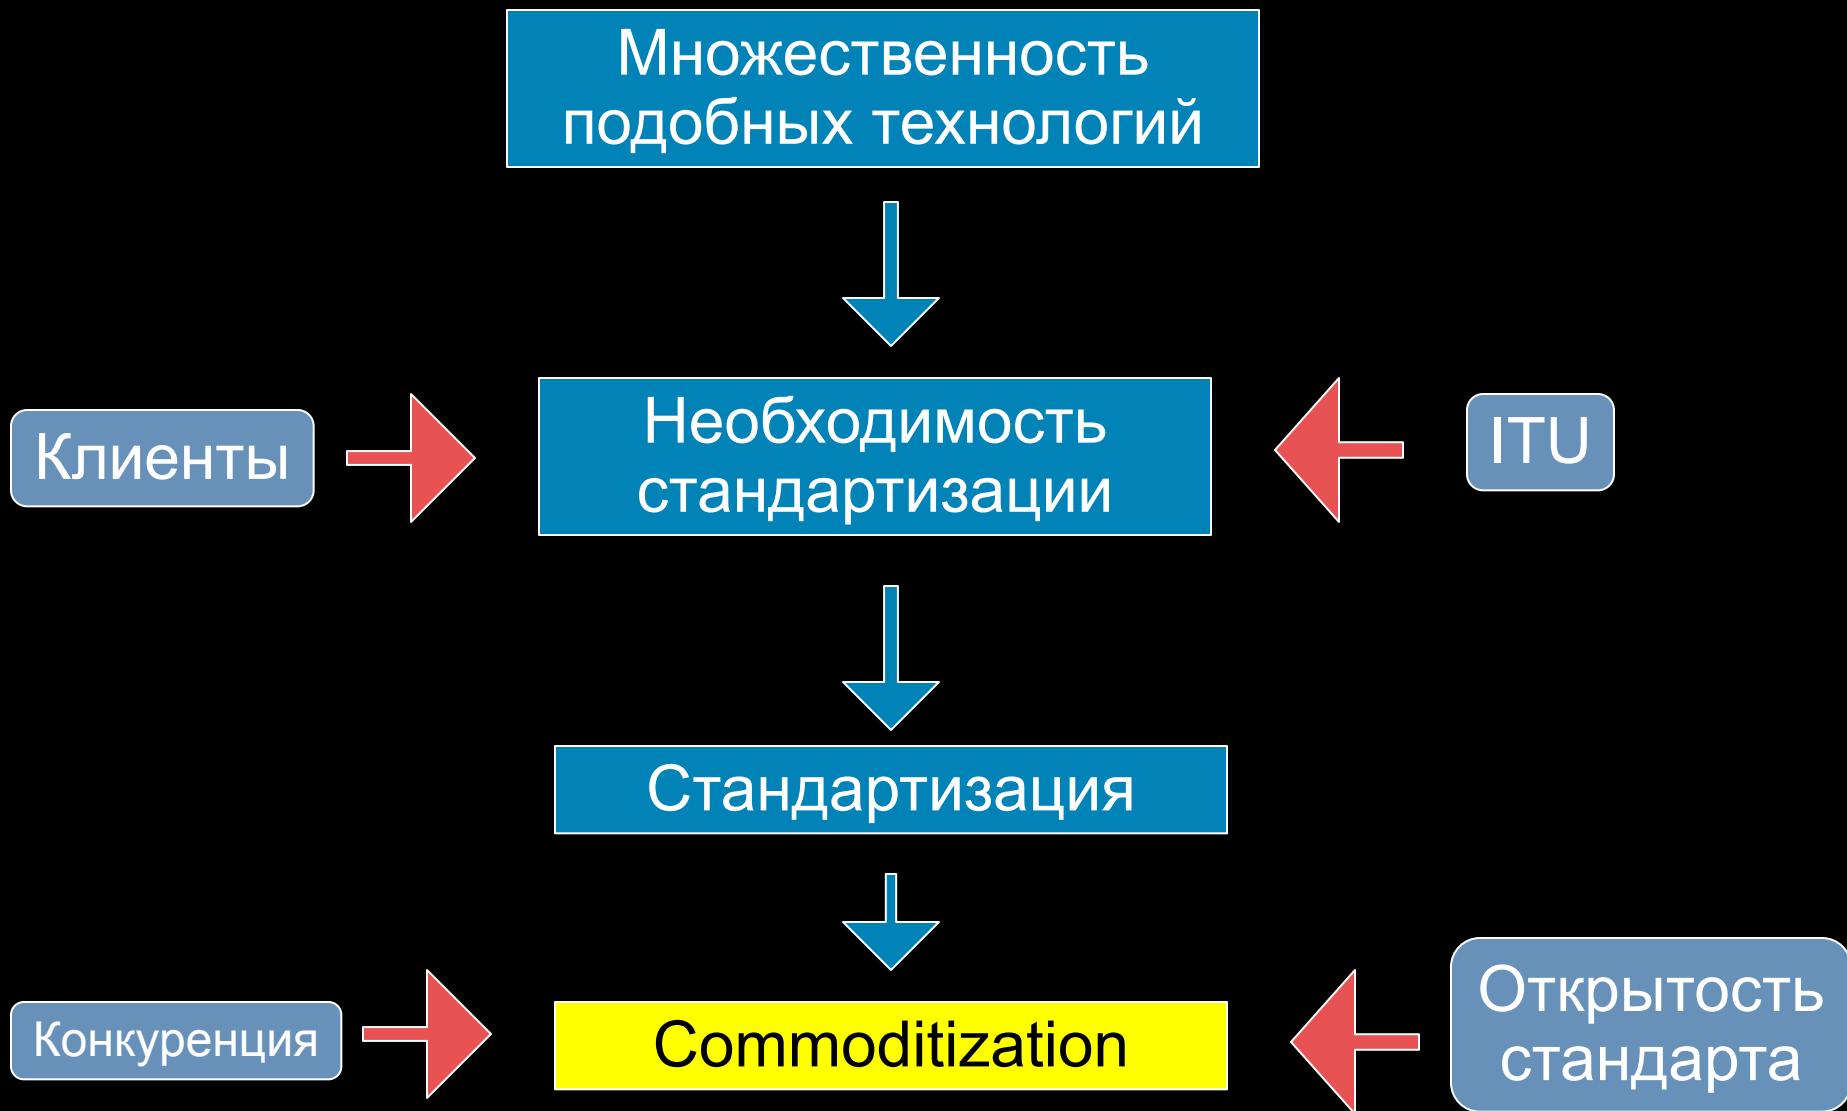 Множественность
подобных технологий
Клиенты
Необходимость
стандартизации
ITU
Стандартизация
Конкуренция
Commoditization
Открытость
стандарта